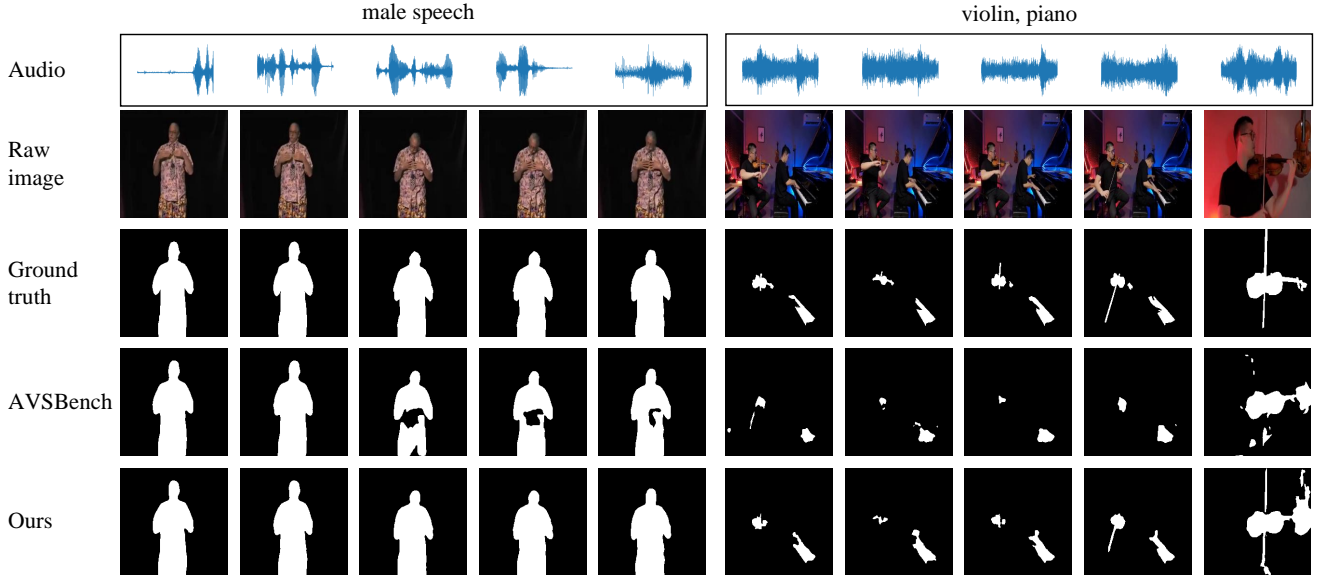 male speech
violin, piano
Audio
Raw
image
Ground
truth
AVSBench
Ours